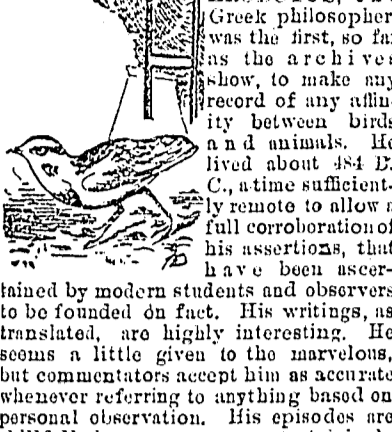 Greek philosopher
was the first, so far
as the archives
show, to make any
record of any affin-
ity between birds
and animals. He
lived about 484 B.
C., a time sufficient-
ly remote to allow a
full corroboration of
his assertions, that
have been ascer-
tained by modern students and observers
to be founded on fact. His writings, as
translated, are highly interesting. He
seems a little given to the marvelous,
but commentators accept him as accurate
whenever referring to anything based on
personal observation. His episodes are